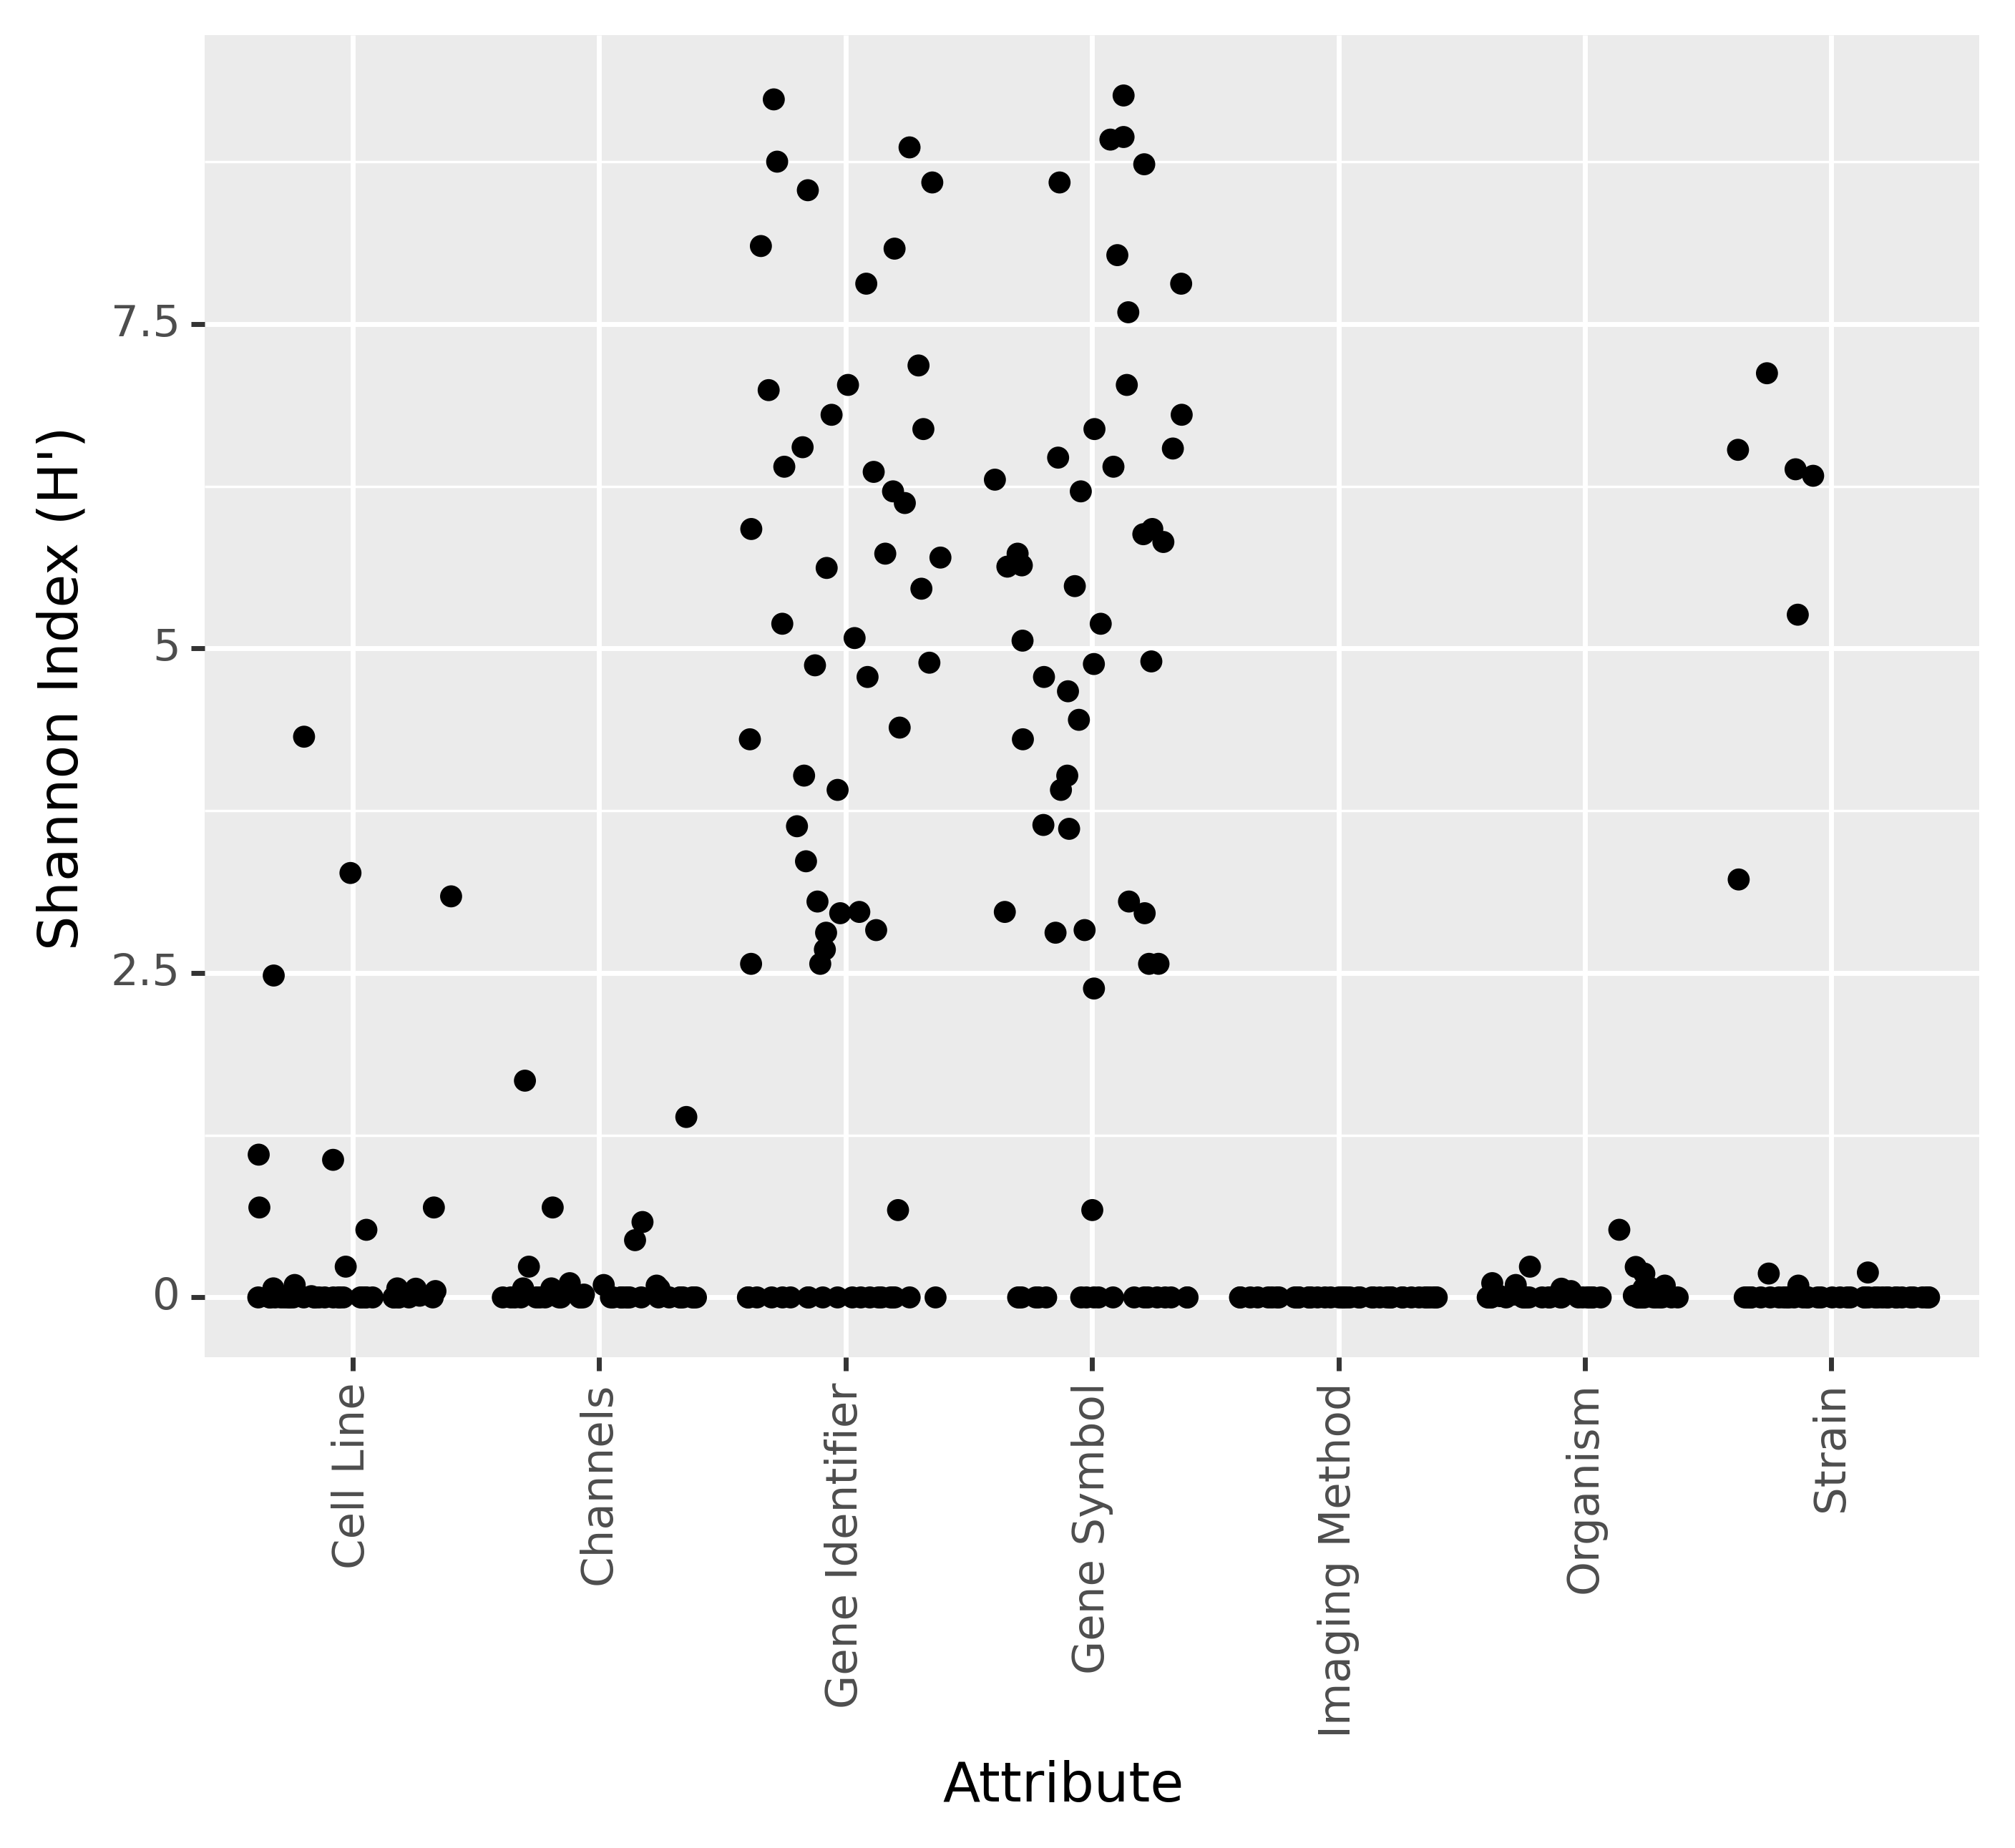 Shannon Index (H')
7.5
5
2.5
0
Cell Line
Channels
Gene Identifier
Gene Symbol
Imaging Method
Organism
Strain
Attribute